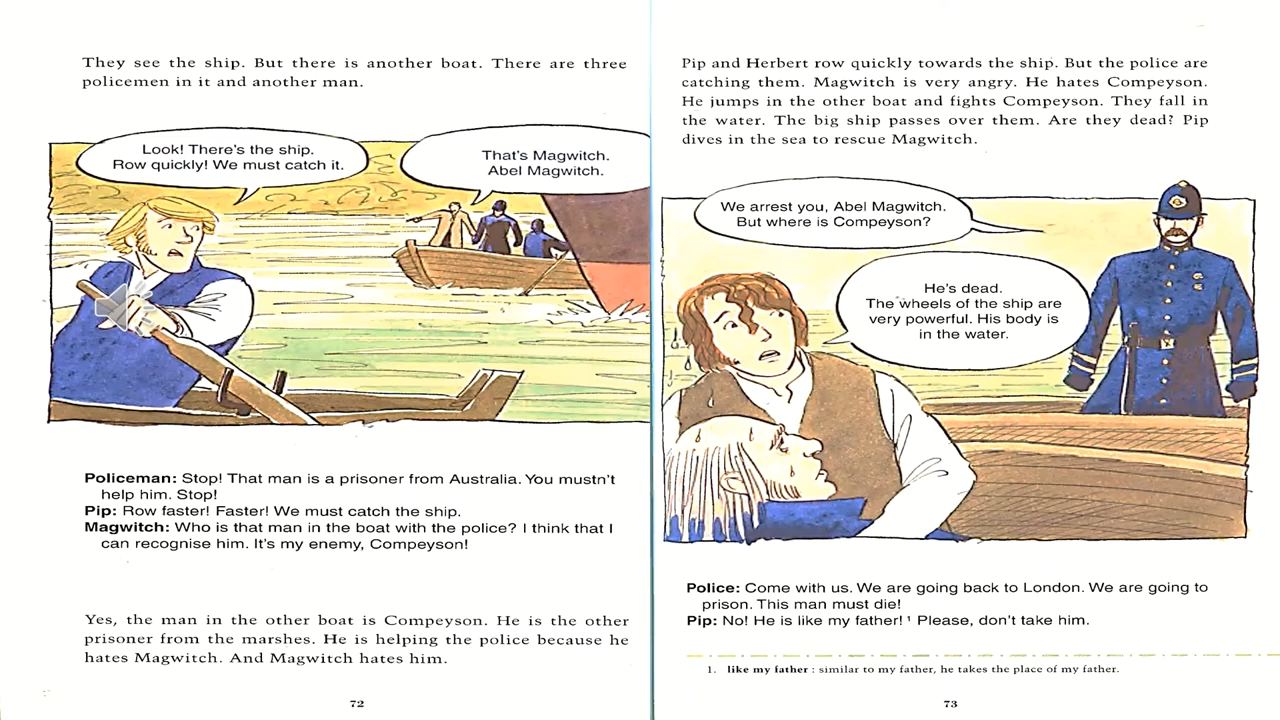 They see the ship. But there is another boat. There are three
policemen in it and another man.
Look! There's the ship.
Row quickly! We must catch it.
That's Magwitch.
Abel Magwitch.
Policeman: Stop! That man is a prisoner from Australia. You mustn't
help him. Stop!
Pip: Row faster! Faster! We must catch the ship.
Magwitch: Who is that man in the boat with the police? I think that I
can recognise him. It's my enemy, Compeyson!
Yes, the man in the other boat is Compeyson. He is the other
prisoner from the marshes. He is helping the police because he
hates Magwitch. And Magwitch hates him.
72
Pip and Herbert row quickly towards the ship. But the police are
catching them. Magwitch is very angry. He hates Compeyson.
He jumps in the other boat and fights Compeyson. They fall in
the water. The big ship passes over them. Are they dead? Pip
dives in the sea to rescue Magwitch.
We arrest you, Abel Magwitch.
But where is Compeyson?
He's dead.
The wheels of the ship are
very powerful. His body is
in the water.
Police: Come with us. We are going back to London. We are going to
prison. This man must die!
Pip: No! He is like my father! ¹ Please, don't take him.
1. like my father : similar to my father, he takes the place of my father.
73